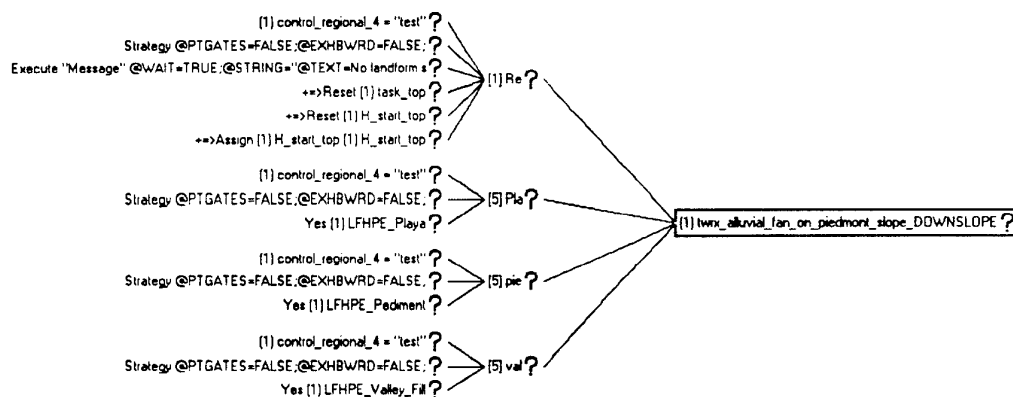 [1] control_regional_4 = "test" ?
Strategy @PTGATES=FALSE;@EXHBWRD=FALSE; ?
Execute "Message" @WAIT=TRUE;@STRING="@TEXT=No landform s ?
[1] Re ?
+=>Reset [1] task_top ?
+=>Reset [1] H_start_top ?
+=>Assign [1] H_start_top [1] H_start_top ?
[1] control_regional_4 = "test" ?
Strategy @PTGATES=FALSE;@EXHBWRD=FALSE; ?
[5] Pla ?
Yes [1] LFHPE_Playa ?
[1] twrx_alluvial_fan_on_piedmont_slope_DOWNSLOPE ?
[1] control_regional_4 = "test" ?
Strategy @PTGATES=FALSE;@EXHBWRD=FALSE; ?
[5] pie ?
Yes [1] LFHPE_Pediment ?
[1] control_regional_4 = "test" ?
Strategy @PTGATES=FALSE;@EXHBWRD=FALSE; ?
[5] val ?
Yes [1] LFHPE_Valley_Fill ?